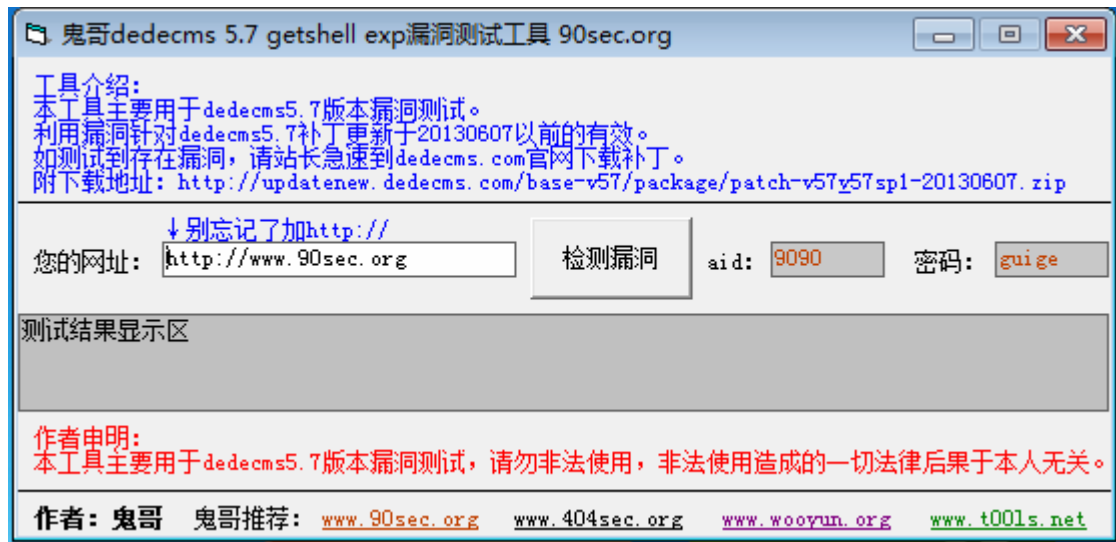 鬼哥dedecms 5.7 getshell exp漏洞测试工具 90sec.org
工具介绍：
本工具主要用于dedecms5.7版本漏洞测试。
利用漏洞针对dedecms5.7补丁更新于20130607以前的有效。
如测试到存在漏洞，请站长急速到dedecms.com官网下载补丁。
附下载地址：http://updatenew.dedecms.com/base-v57/package/patch-v57y57sp1-20130607.zip
↓别忘记了加http://
您的网址： http://www.90sec.org 检测漏洞 aid: 9090 密码： guige
测试结果显示区
作者申明：
本工具主要用于dedecms5.7版本漏洞测试，请勿非法使用，非法使用造成的一切法律后果于本人无关。
作者：鬼哥 鬼哥推荐： www.90sec.org www.404sec.org www.wooyun.org www.t00ls.net